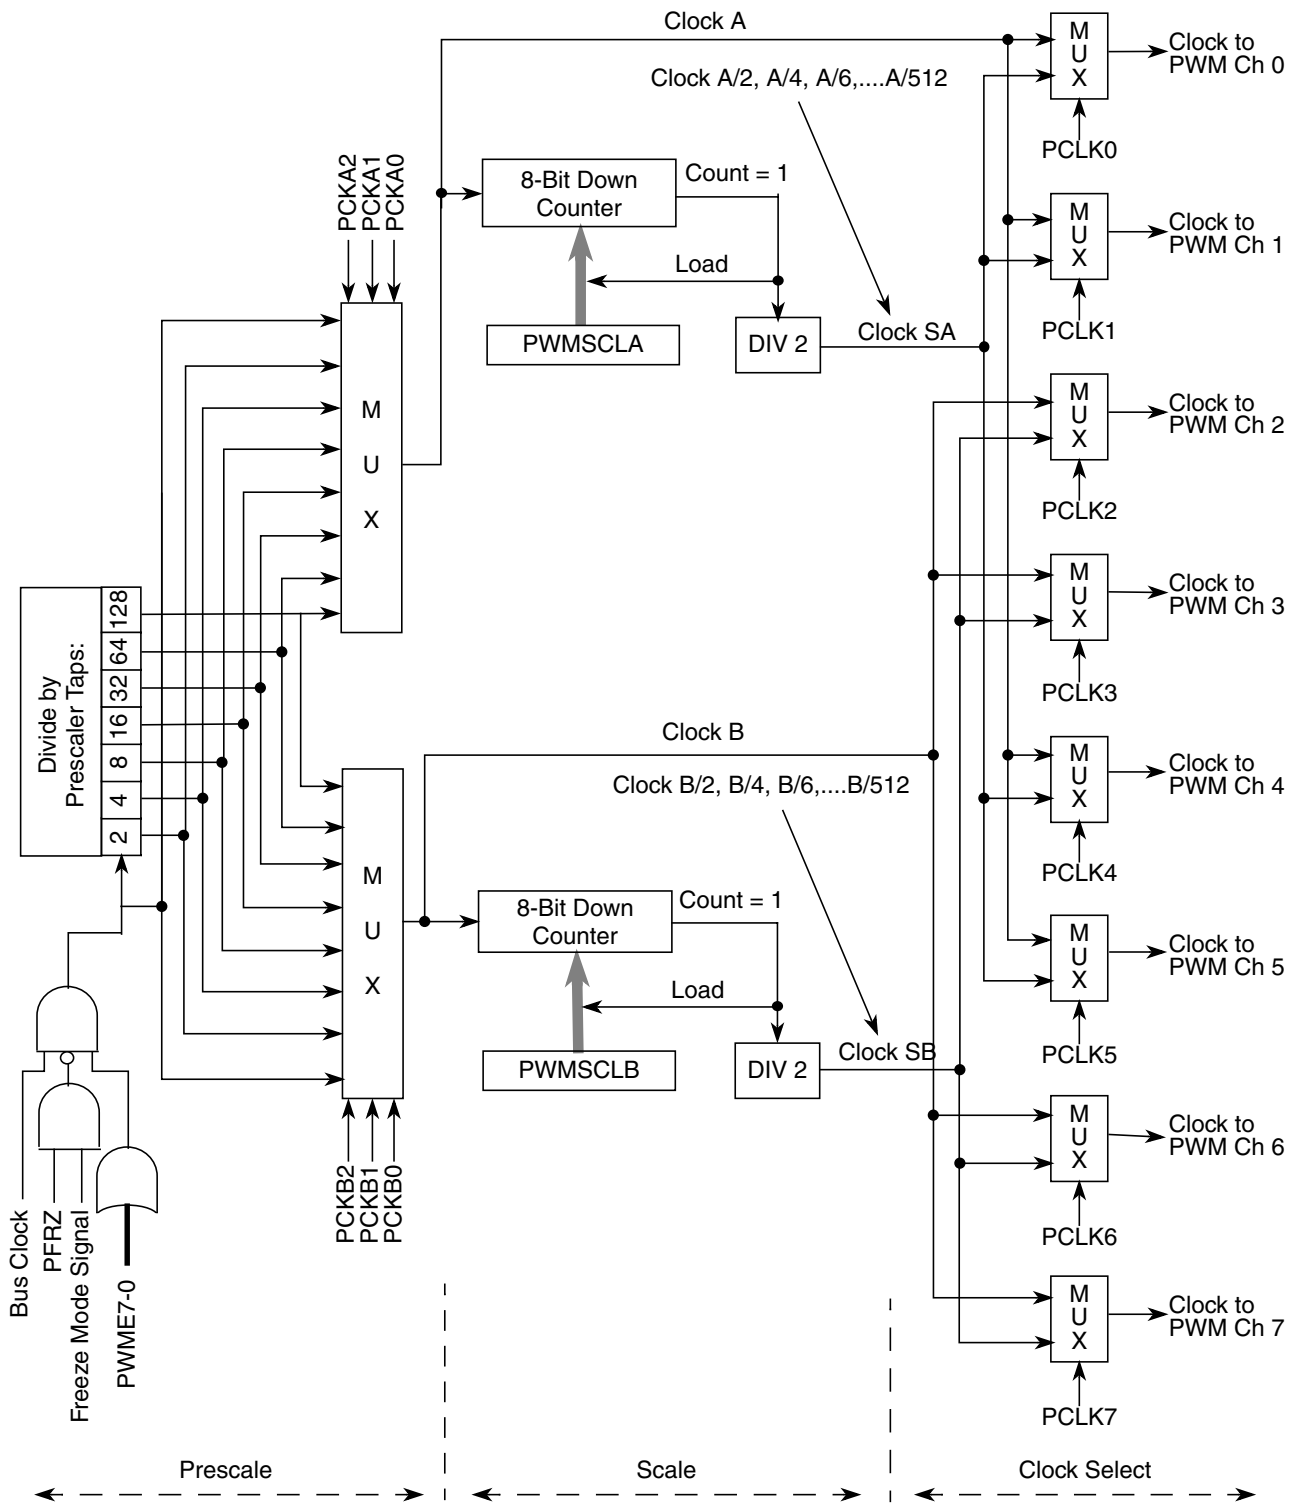 Clock A
Clock A/2, A/4, A/6,....A/512
PCKA2
PCKA1
PCKA0
8-Bit Down
Counter
Count = 1
Load
PWMSCLA
DIV 2
Clock SA
M
U
X
Divide by
Prescaler Taps:
128
64
32
16
8
4
2
Clock B
Clock B/2, B/4, B/6,....B/512
M
U
X
8-Bit Down
Counter
Count = 1
Load
PWMSCLB
DIV 2
Clock SB
PCKB2
PCKB1
PCKB0
Bus Clock
PFRZ
Freeze Mode Signal
PWME7-0
M
U
X
Clock to
PWM Ch 0
PCLK0
M
U
X
Clock to
PWM Ch 1
PCLK1
M
U
X
Clock to
PWM Ch 2
PCLK2
M
U
X
Clock to
PWM Ch 3
PCLK3
M
U
X
Clock to
PWM Ch 4
PCLK4
M
U
X
Clock to
PWM Ch 5
PCLK5
M
U
X
Clock to
PWM Ch 6
PCLK6
M
U
X
Clock to
PWM Ch 7
PCLK7
Prescale
Scale
Clock Select